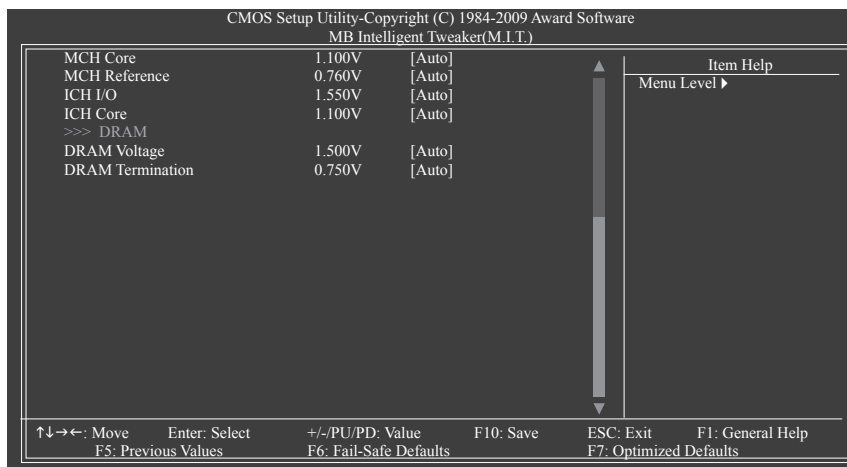 CMOS Setup Utility-Copyright (C) 1984-2009 Award Software
MB Intelligent Tweaker(M.I.T.)
MCH Core 1.100V [Auto]
MCH Reference 0.760V [Auto]
ICH I/O 1.550V [Auto]
ICH Core 1.100V [Auto]
>>> DRAM
DRAM Voltage 1.500V [Auto]
DRAM Termination 0.750V [Auto]
Item Help
Menu Level ▶
↑↓→←: Move Enter: Select +/-/PU/PD: Value F10: Save ESC: Exit F1: General Help
F5: Previous Values F6: Fail-Safe Defaults F7: Optimized Defaults